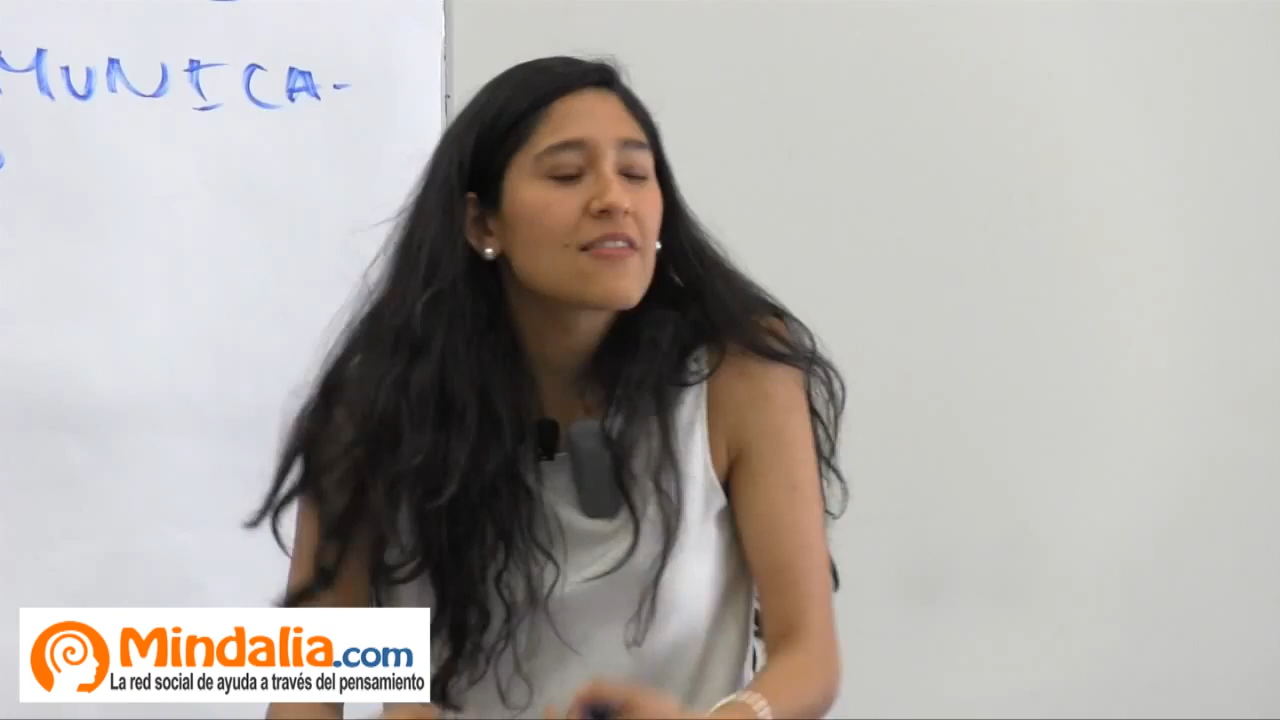 MUNICA-
Mindalia.com
La red social de ayuda a través del pensamiento